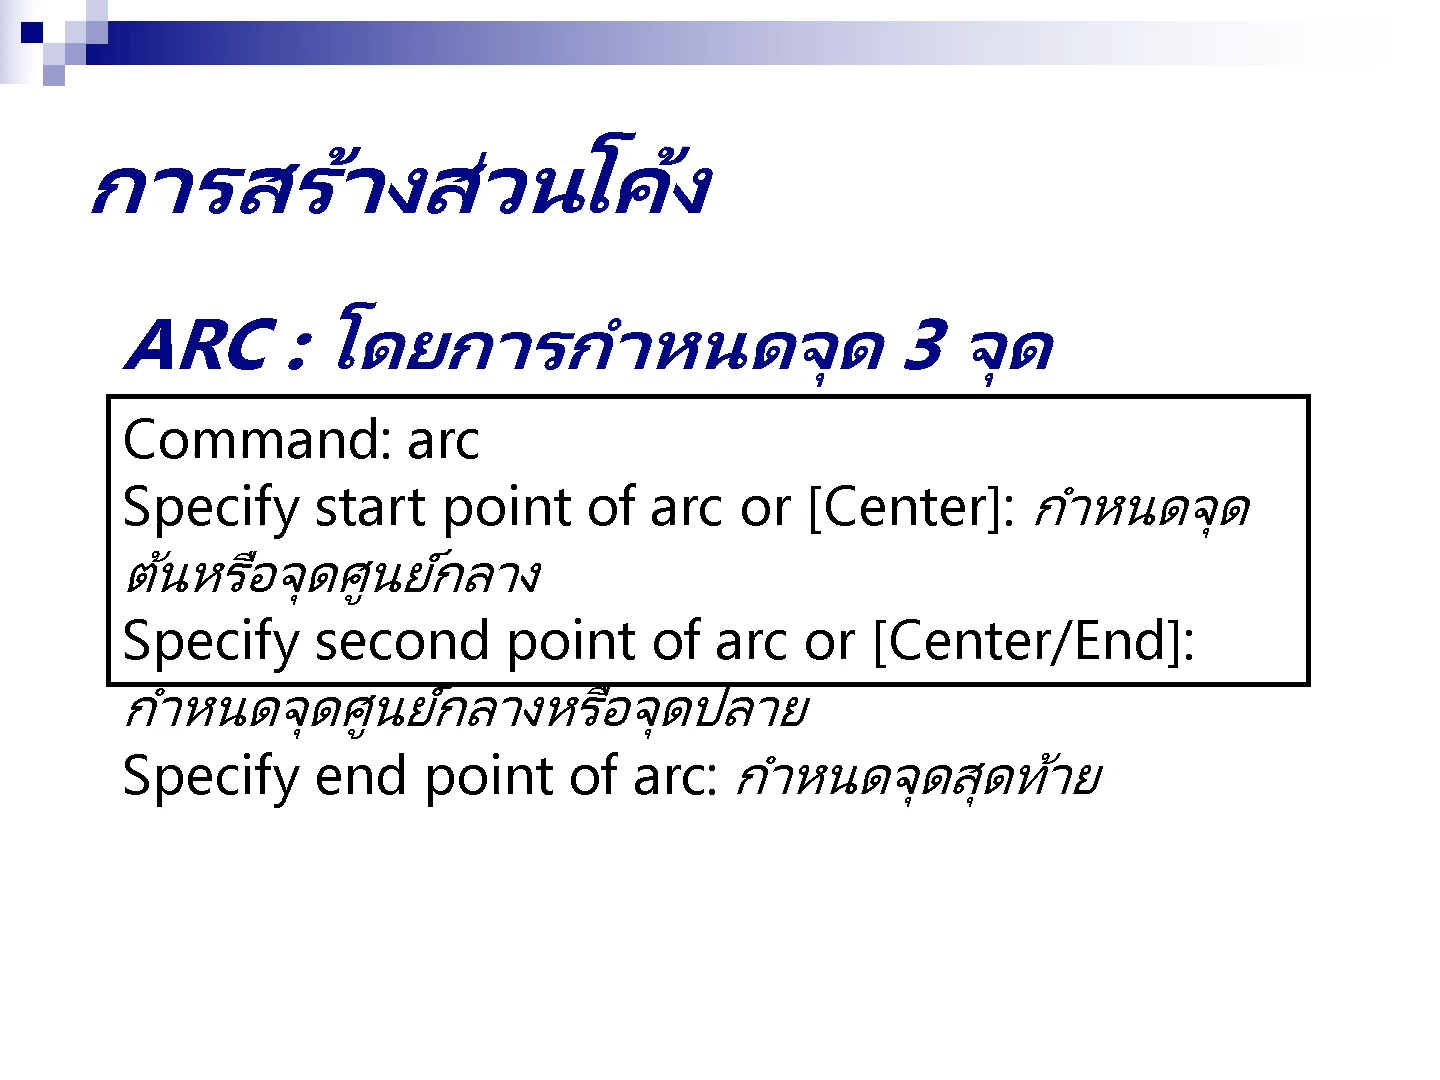 การสร้างส่วนโค้ง
ARC : โดยการกำหนดจุด 3 จุด
Command: arc
Specify start point of arc or [Center]: กำหนดจุด
ต้นหรือจุดศูนย์กลาง
Specify second point of arc or [Center/End]:
กำหนดจุดศูนย์กลางหรือจุดปลาย
Specify end point of arc: กำหนดจุดสุดท้าย